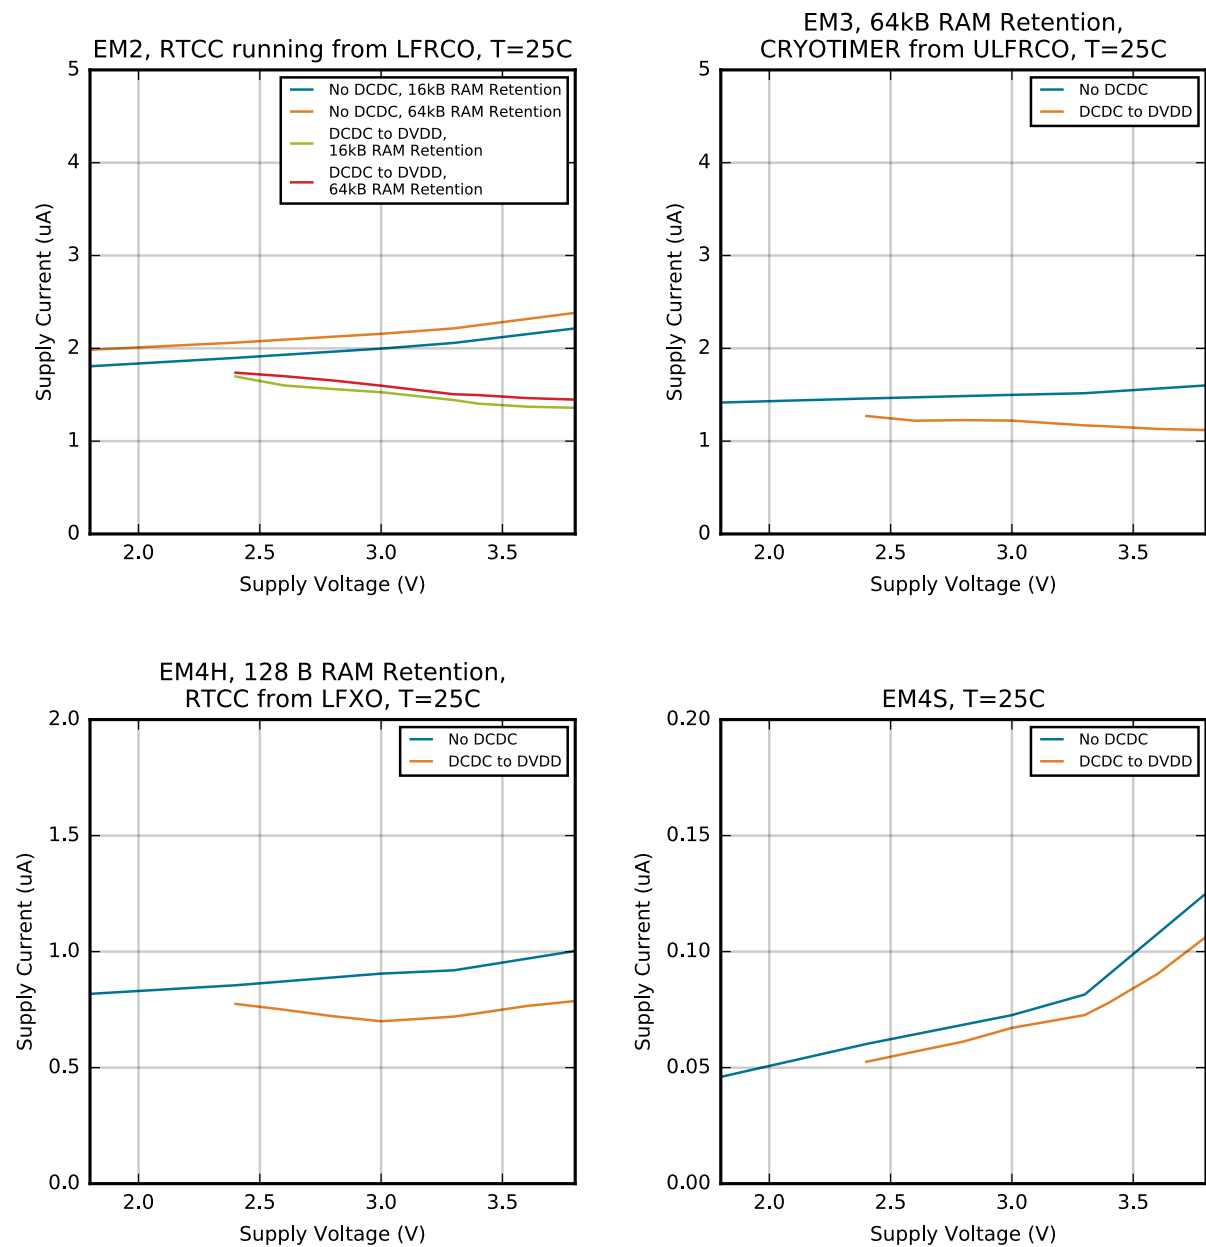 EM2, RTCC running from LFRCO, T=25C
5
4
3
2
1
0
Supply Current (uA)
No DCDC, 16kB RAM Retention
No DCDC, 64kB RAM Retention
DCDC to DVDD,
16kB RAM Retention
DCDC to DVDD,
64kB RAM Retention
2.0 2.5 3.0 3.5
Supply Voltage (V)
EM3, 64kB RAM Retention,
CRYOTIMER from ULFRCO, T=25C
5
4
3
2
1
0
Supply Current (uA)
No DCDC
DCDC to DVDD
2.0 2.5 3.0 3.5
Supply Voltage (V)
EM4H, 128 B RAM Retention,
RTCC from LFXO, T=25C
2.0
1.5
1.0
0.5
0.0
Supply Current (uA)
No DCDC
DCDC to DVDD
2.0 2.5 3.0 3.5
Supply Voltage (V)
EM4S, T=25C
0.20
0.15
0.10
0.05
0.00
Supply Current (uA)
No DCDC
DCDC to DVDD
2.0 2.5 3.0 3.5
Supply Voltage (V)